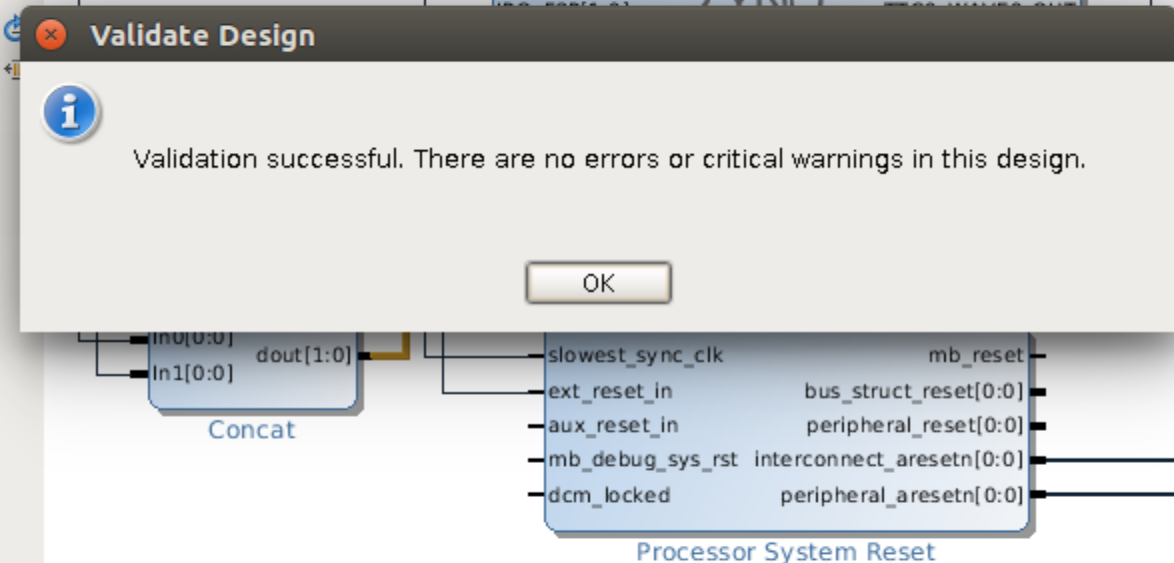 Validate Design
Validation successful. There are no errors or critical warnings in this design.
OK
In0[0:0]
dout[1:0]
In1[0:0]
Concat
slowest_sync_clk mb_reset
ext_reset_in bus_struct_reset[0:0]
aux_reset_in peripheral_reset[0:0]
mb_debug_sys_rst interconnect_aresetn[0:0]
dcm_locked peripheral_aresetn[0:0]
Processor System Reset